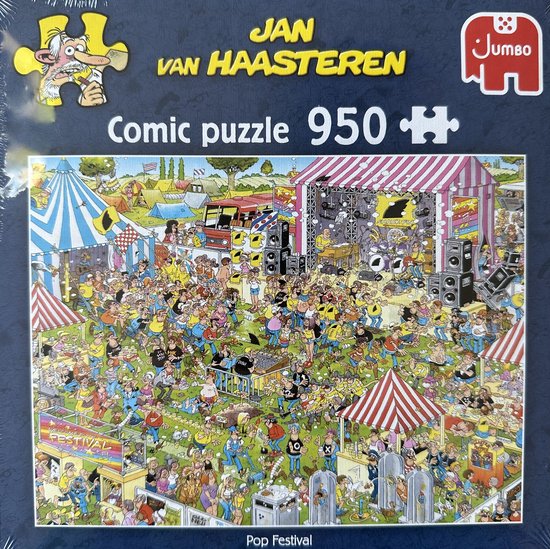 JAN
VAN HAASTEREN
Jumbo
Comic puzzle 950
FESTIVAL
Pop Festival